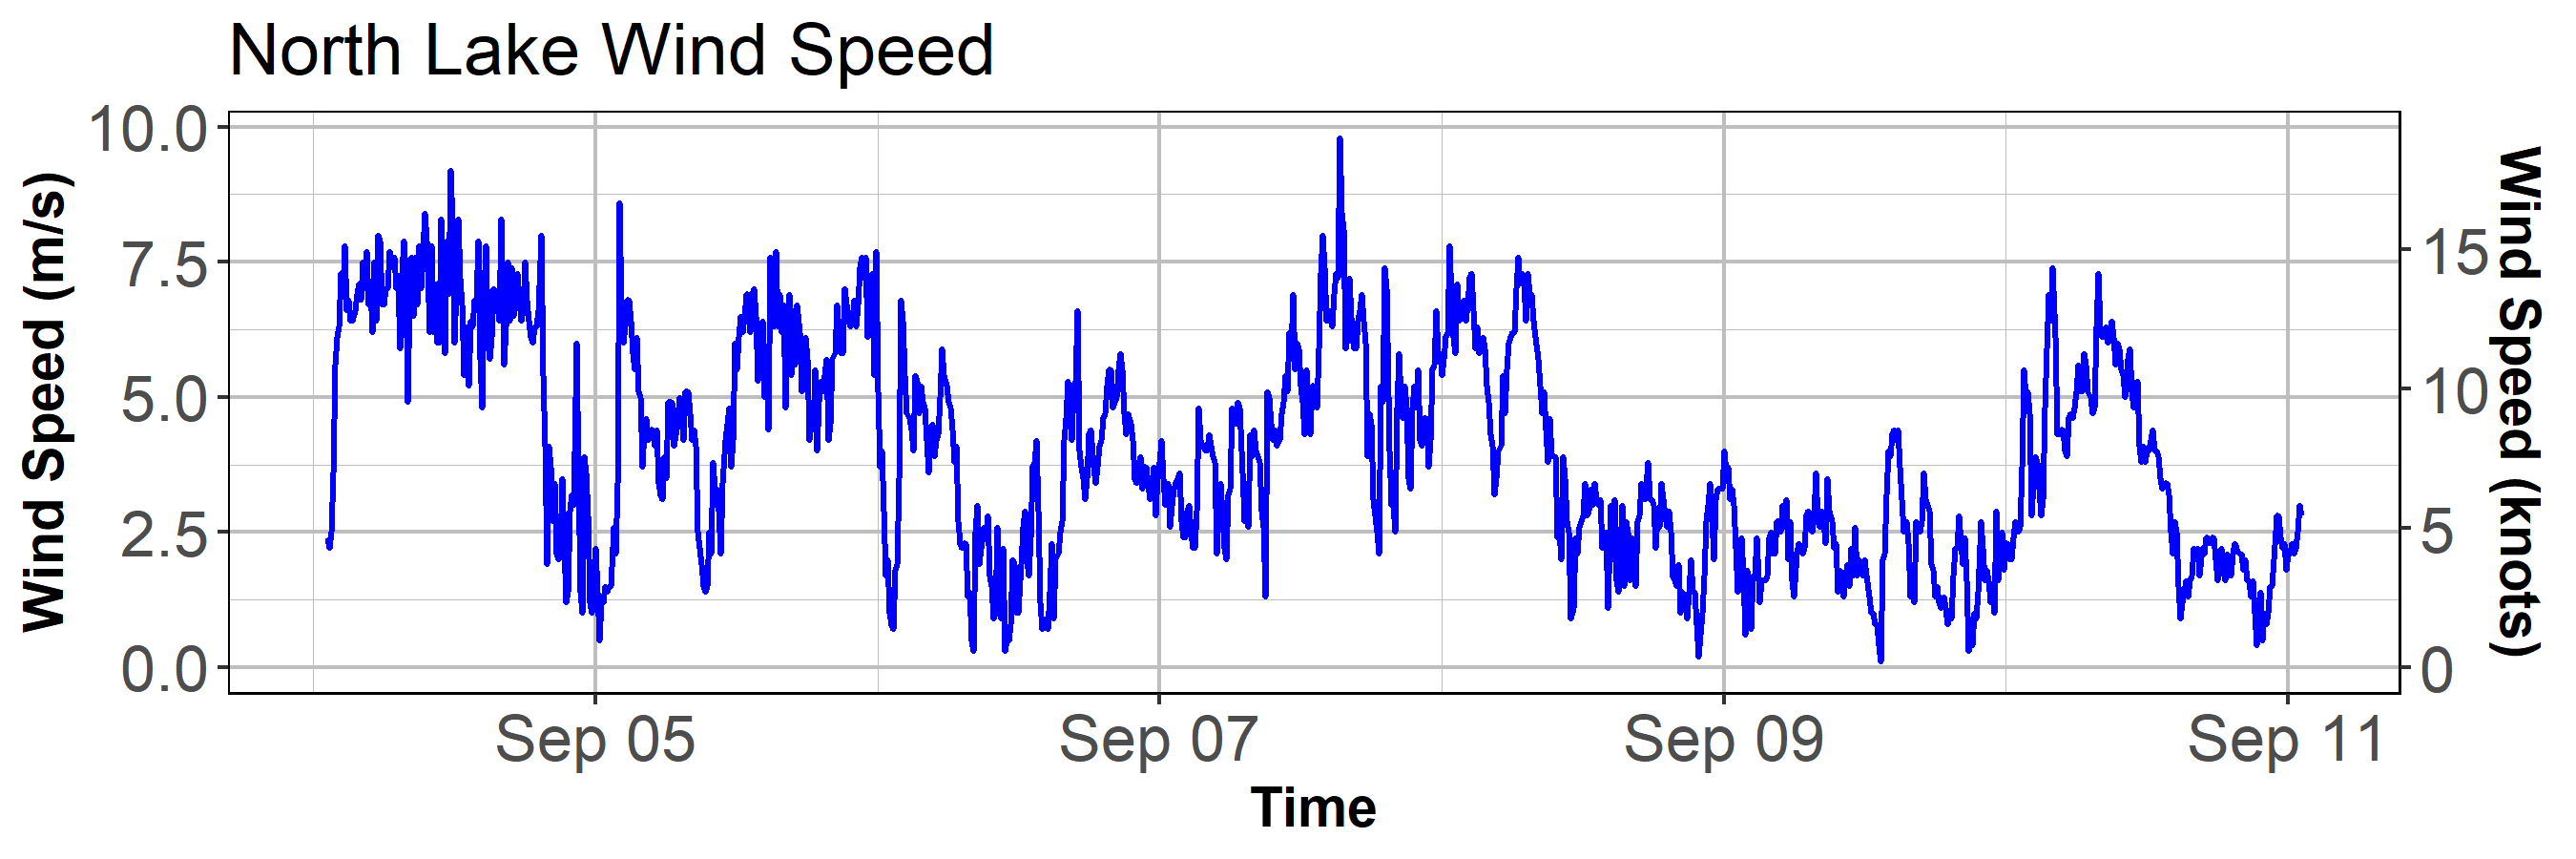 North Lake Wind Speed
Wind Speed (m/s)
10.0
7.5
5.0
2.5
0.0
15
10
5
0
Wind Speed (knots)
Sep 05
Sep 07
Sep 09
Sep 11
Time